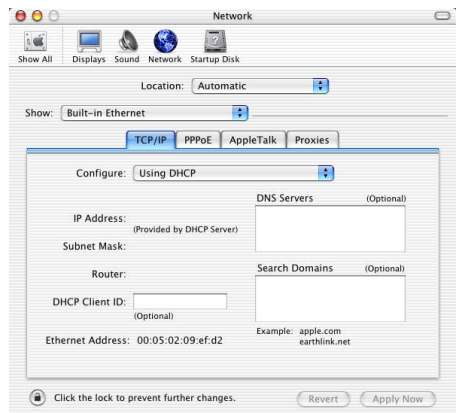 Network
Show All Displays Sound Network Startup Disk
Location: Automatic
Show: Built-in Ethernet
TCP/IP PPPoE AppleTalk Proxies
Configure: Using DHCP
DNS Servers (Optional)
IP Address:
(Provided by DHCP Server)
Subnet Mask:
Router:
Search Domains (Optional)
DHCP Client ID:
(Optional)
Example: apple.com
earthlink.net
Ethernet Address: 00:05:02:09:ef:d2
Click the lock to prevent further changes.
Revert Apply Now